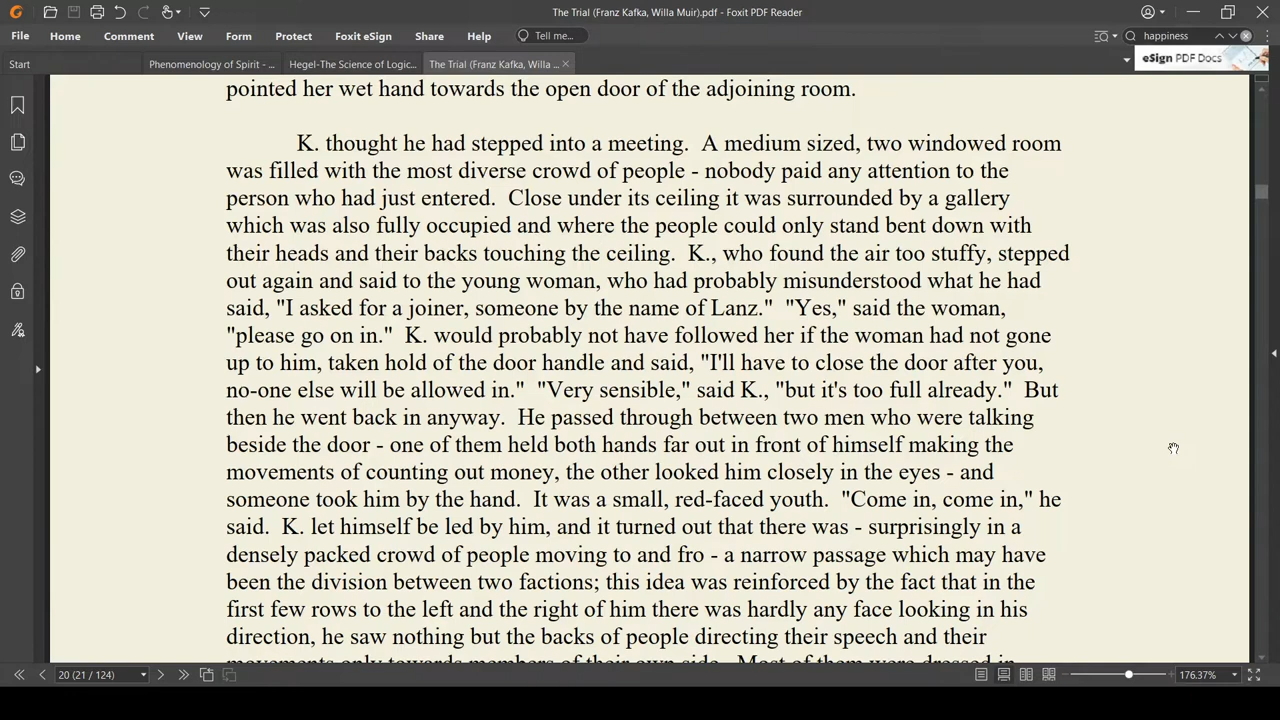 The Trial (Franz Kafka, Willa Muir).pdf - Foxit PDF Reader
File Home Comment View Form Protect Foxit eSign Share Help Tell me... happiness
Start Phenomenology of Spirit - ... Hegel-The Science of Logic... The Trial (Franz Kafka, Willa ... eSign PDF Docs
pointed her wet hand towards the open door of the adjoining room.
K. thought he had stepped into a meeting. A medium sized, two windowed room
was filled with the most diverse crowd of people - nobody paid any attention to the
person who had just entered. Close under its ceiling it was surrounded by a gallery
which was also fully occupied and where the people could only stand bent down with
their heads and their backs touching the ceiling. K., who found the air too stuffy, stepped
out again and said to the young woman, who had probably misunderstood what he had
said, "I asked for a joiner, someone by the name of Lanz." "Yes," said the woman,
"please go on in." K. would probably not have followed her if the woman had not gone
up to him, taken hold of the door handle and said, "I'll have to close the door after you,
no-one else will be allowed in." "Very sensible," said K., "but it's too full already." But
then he went back in anyway. He passed through between two men who were talking
beside the door - one of them held both hands far out in front of himself making the
movements of counting out money, the other looked him closely in the eyes - and
someone took him by the hand. It was a small, red-faced youth. "Come in, come in," he
said. K. let himself be led by him, and it turned out that there was - surprisingly in a
densely packed crowd of people moving to and fro - a narrow passage which may have
been the division between two factions; this idea was reinforced by the fact that in the
first few rows to the left and the right of him there was hardly any face looking in his
direction, he saw nothing but the backs of people directing their speech and their
movements only towards members of their own side. Most of them were dressed in
20 (21 / 124) 176.37%